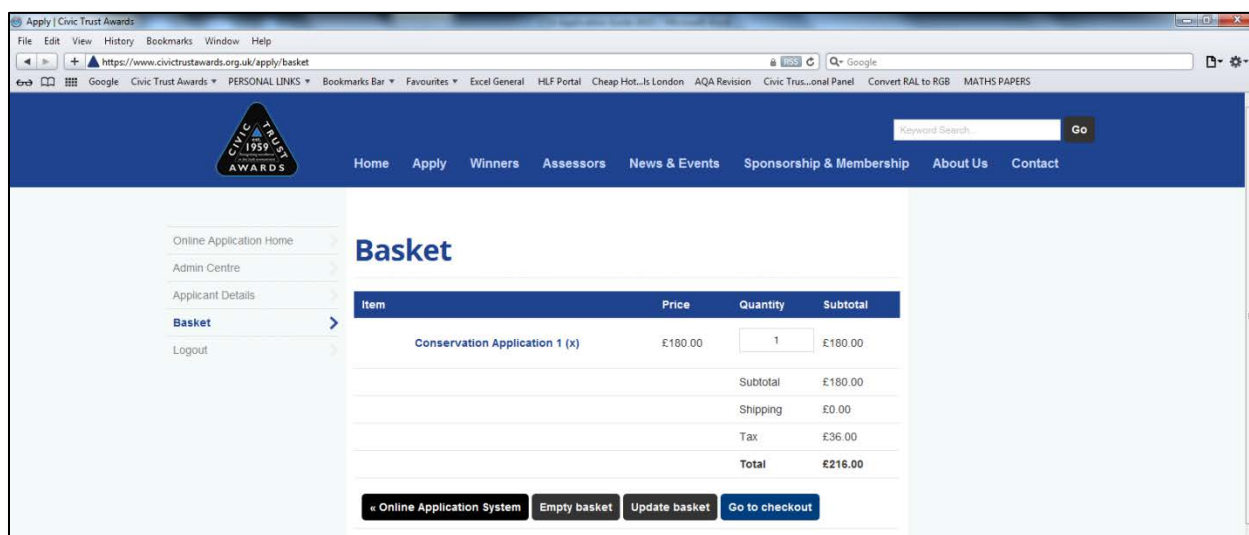 Apply | Civic Trust Awards
File Edit View History Bookmarks Window Help
https://www.civictrustawards.org.uk/apply/basket RSS Google
Google Civic Trust Awards PERSONAL LINKS Bookmarks Bar Favourites Excel General HLF Portal Cheap Hot...ls London AQA Revision Civic Trus...onal Panel Convert RAL to RGB MATHS PAPERS
CIVIC TRUST
EST.
1959
AWARDS
Keyword Search... Go
Home Apply Winners Assessors News & Events Sponsorship & Membership About Us Contact
Online Application Home
Admin Centre
Applicant Details
Basket
Logout
Basket
Item Price Quantity Subtotal
Conservation Application 1 (x) £180.00 1 £180.00
Subtotal £180.00
Shipping £0.00
Tax £36.00
Total £216.00
« Online Application System Empty basket Update basket Go to checkout